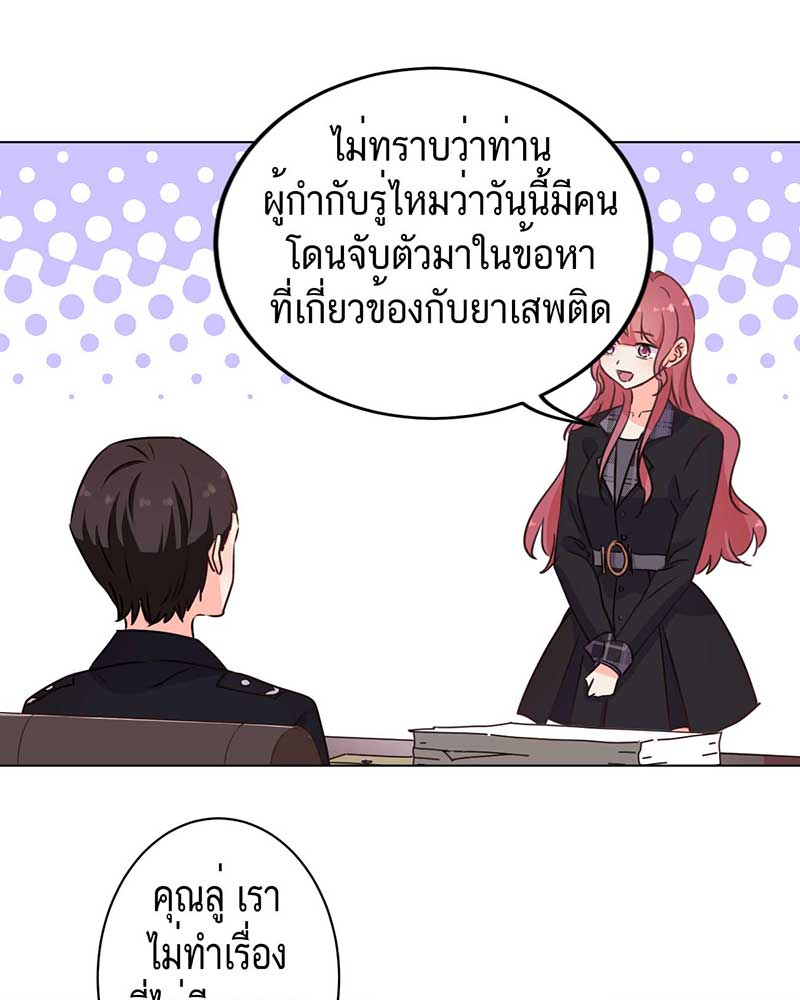 ไม่ทราบว่าท่าน
ผู้กำกับรู้ไหมว่าวันนี้มีคน
โดนจับตัวมาในข้อหา
ที่เกี่ยวข้องกับยาเสพติด
คุณลู่ เรา
ไม่ทำเรื่อง